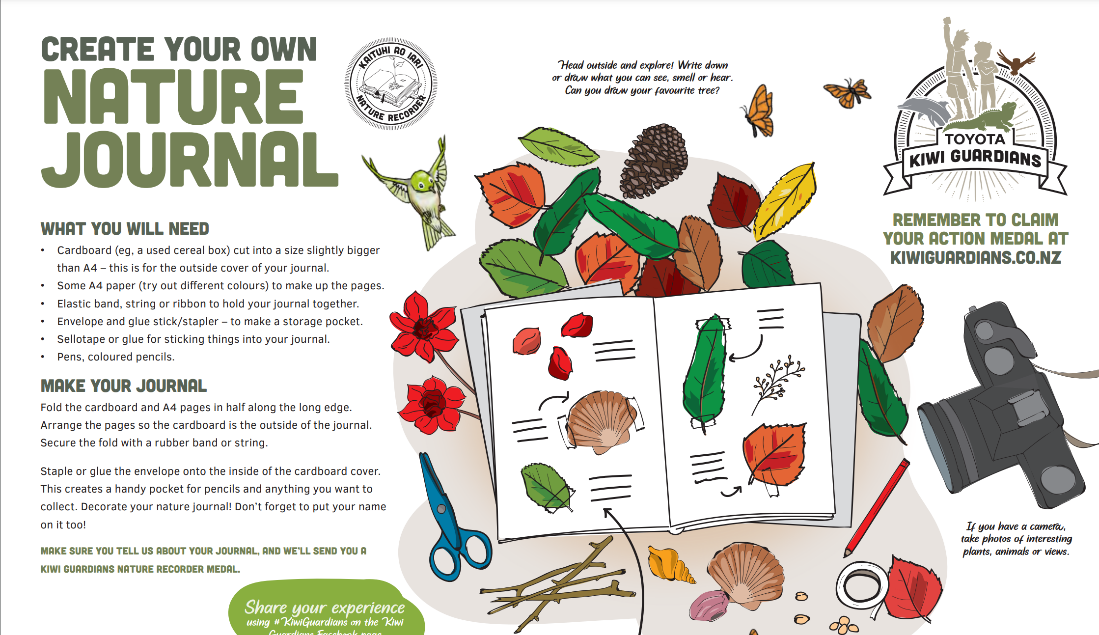 CREATE YOUR OWN
NATURE
JOURNAL
KAITUHI AO IARI
NATURE RECORDER
Head outside and explore! Write down
or draw what you can see, smell or hear.
Can you draw your favourite tree?
TOYOTA
KIWI GUARDIANS
REMEMBER TO CLAIM
YOUR ACTION MEDAL AT
KIWIGUARDIANS.CO.NZ
WHAT YOU WILL NEED
• Cardboard (eg, a used cereal box) cut into a size slightly bigger
than A4 – this is for the outside cover of your journal.
• Some A4 paper (try out different colours) to make up the pages.
• Elastic band, string or ribbon to hold your journal together.
• Envelope and glue stick/stapler – to make a storage pocket.
• Sellotape or glue for sticking things into your journal.
• Pens, coloured pencils.
MAKE YOUR JOURNAL
Fold the cardboard and A4 pages in half along the long edge.
Arrange the pages so the cardboard is the outside of the journal.
Secure the fold with a rubber band or string.
Staple or glue the envelope onto the inside of the cardboard cover.
This creates a handy pocket for pencils and anything you want to
collect. Decorate your nature journal! Don't forget to put your name
on it too!
MAKE SURE YOU TELL US ABOUT YOUR JOURNAL, AND WE'LL SEND YOU A
KIWI GUARDIANS NATURE RECORDER MEDAL.
If you have a camera,
take photos of interesting
plants, animals or views.
Share your experience
using #KiwiGuardians on the Kiwi
Guardians Facebook page